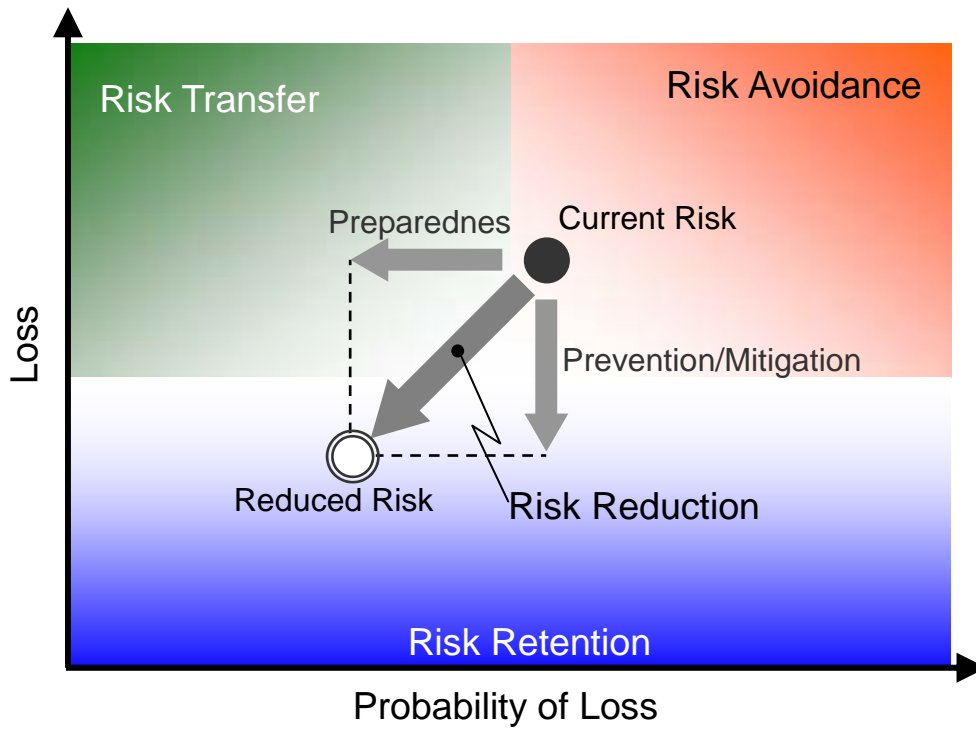 Risk Transfer
Risk Avoidance
Preparednes
Current Risk
Loss
Prevention/Mitigation
Reduced Risk
Risk Reduction
Risk Retention
Probability of Loss